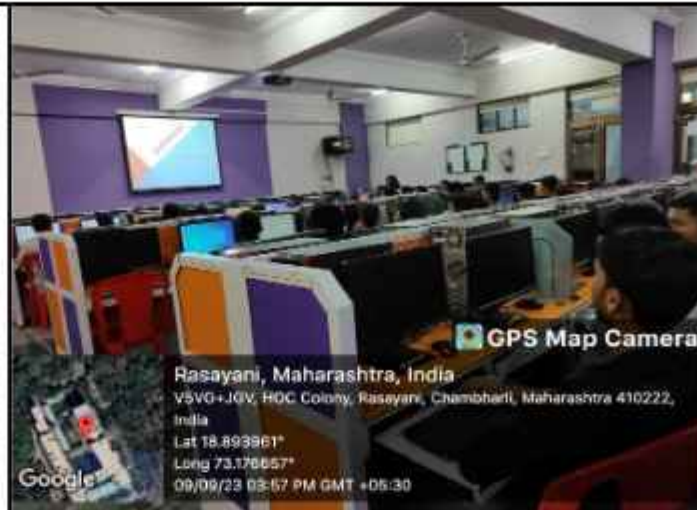 GPS Map Camera
Rasayani, Maharashtra, India
V5VG+JGV, HOC Colony, Rasayani, Chambharli, Maharashtra 410222,
India
Lat 18.893961°
Long 73.176657°
09/09/23 03:57 PM GMT +05:30
Google